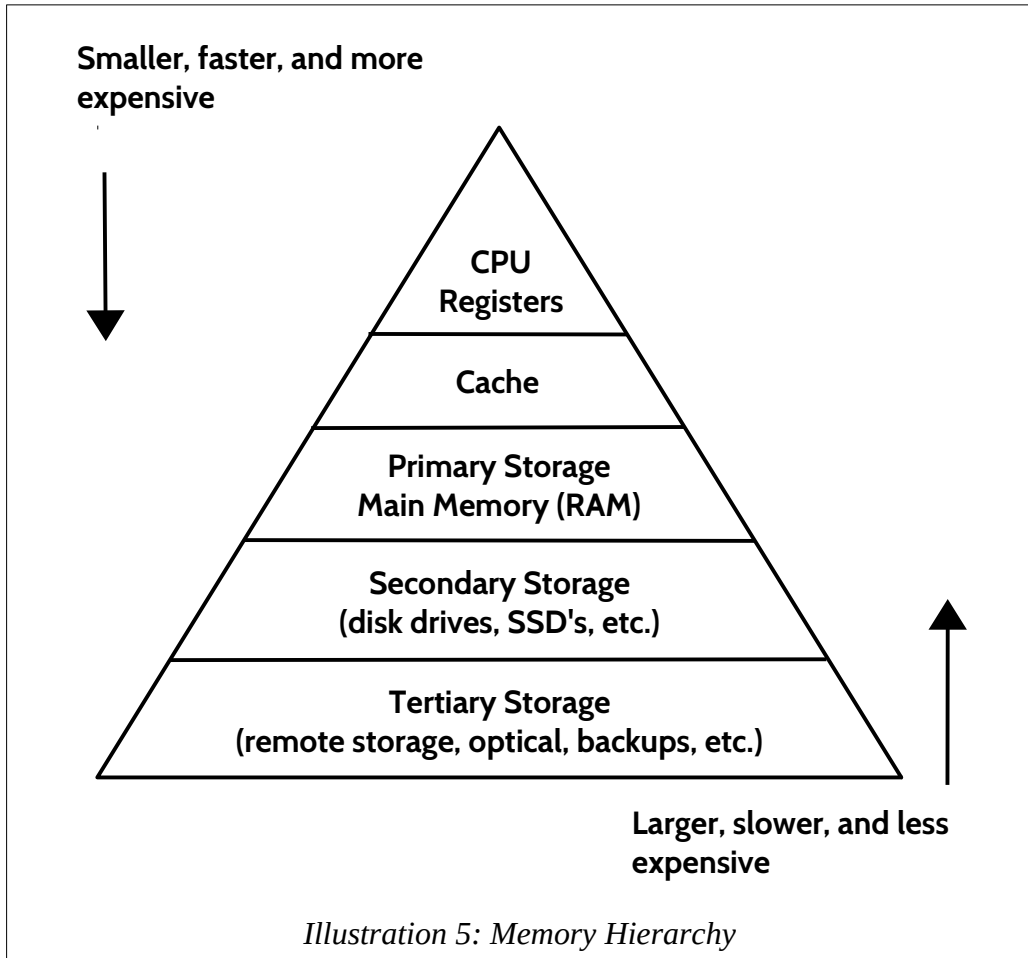 Smaller, faster, and more
expensive
CPU
Registers
Cache
Primary Storage
Main Memory (RAM)
Secondary Storage
(disk drives, SSD's, etc.)
Tertiary Storage
(remote storage, optical, backups, etc.)
Larger, slower, and less
expensive
Illustration 5: Memory Hierarchy